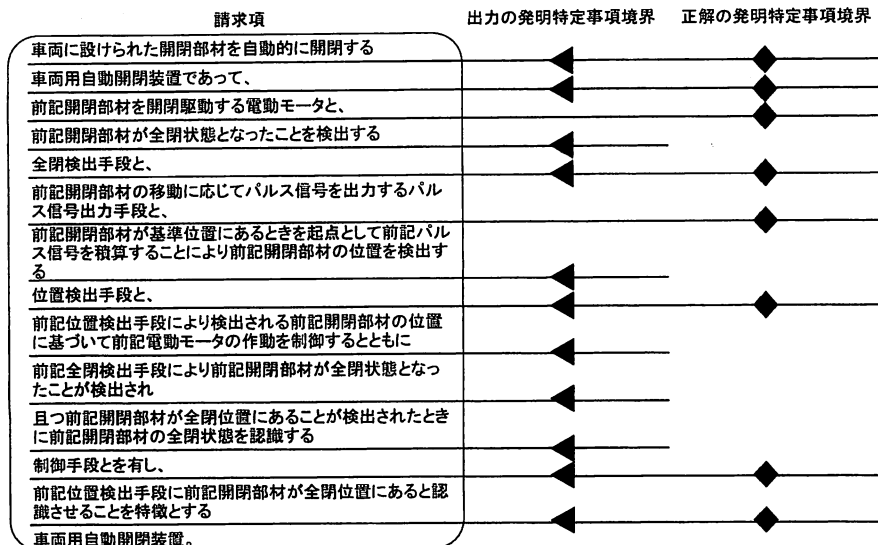 請求項
出力の発明特定事項境界
正解の発明特定事項境界
車両に設けられた開閉部材を自動的に開閉する
車両用自動開閉装置であって、
前記開閉部材を開閉駆動する電動モータと、
前記開閉部材が全閉状態となったことを検出する
全閉検出手段と、
前記開閉部材の移動に応じてパルス信号を出力するパル
ス信号出力手段と、
前記開閉部材が基準位置にあるときを起点として前記パル
ス信号を積算することにより前記開閉部材の位置を検出す
る
位置検出手段と、
前記位置検出手段により検出される前記開閉部材の位置
に基づいて前記電動モータの作動を制御するとともに
前記全閉検出手段により前記開閉部材が全閉状態となっ
たことが検出され
且つ前記開閉部材が全閉位置にあることが検出されたとき
に前記開閉部材の全閉状態を認識する
制御手段とを有し、
前記位置検出手段に前記開閉部材が全閉位置にあると認
識させることを特徴とする
車両用自動開閉装置。